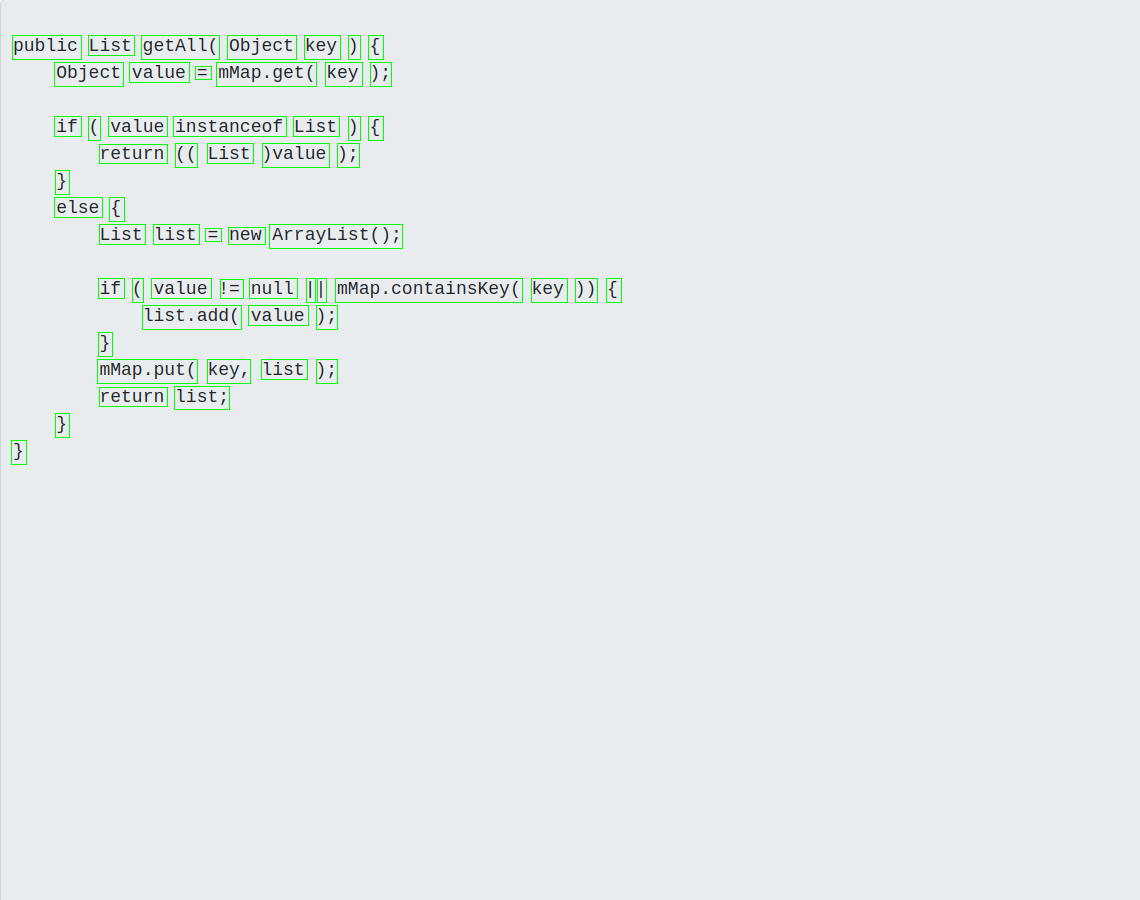 public List getAll( Object key ) {
    Object value = mMap.get( key );

    if ( value instanceof List ) {
        return (( List )value );
    }
    else {
        List list = new ArrayList();

        if ( value != null || mMap.containsKey( key )) {
            list.add( value );
        }
        mMap.put( key, list );
        return list;
    }
}